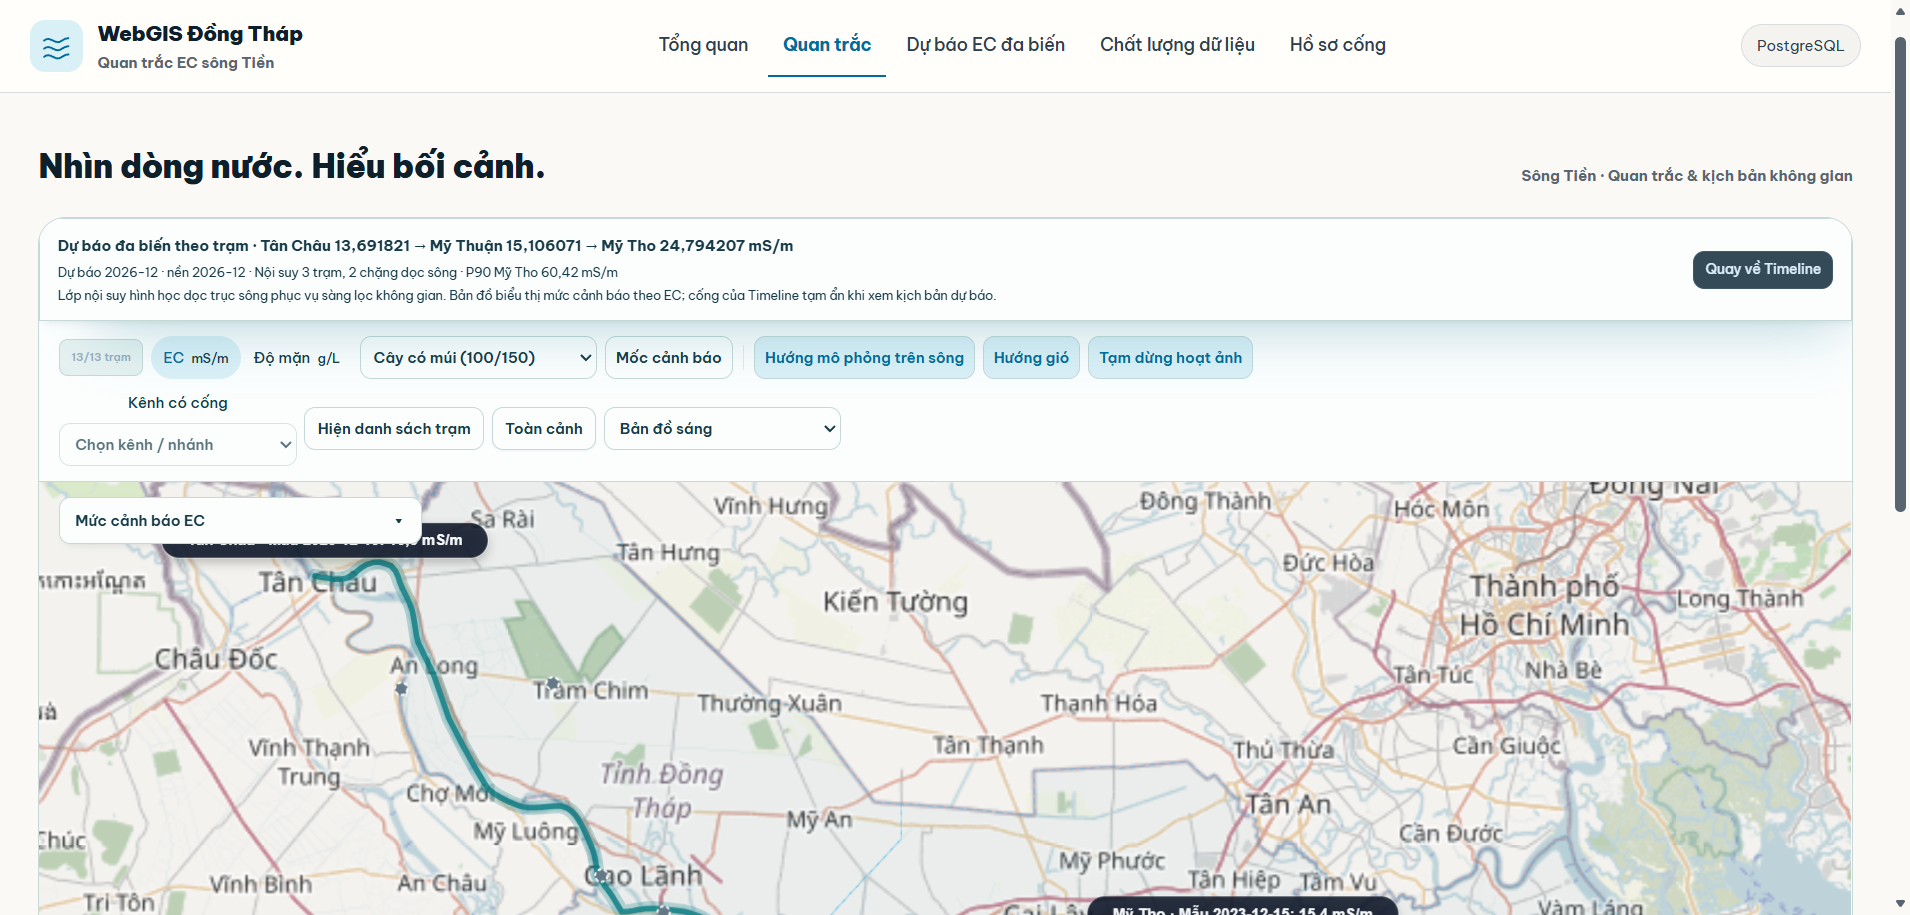 WebGIS Đồng Tháp
Quan trắc EC sông Tiền
Tổng quan
Quan trắc
Dự báo EC đa biến
Chất lượng dữ liệu
Hồ sơ cống
PostgreSQL
Nhìn dòng nước. Hiểu bối cảnh.
Sông Tiền · Quan trắc & kịch bản không gian
Dự báo đa biến theo trạm · Tân Châu 13,691821 → Mỹ Thuận 15,106071 → Mỹ Tho 24,794207 mS/m
Dự báo 2026-12 · nền 2026-12 · Nội suy 3 trạm, 2 chặng dọc sông · P90 Mỹ Tho 60,42 mS/m
Lớp nội suy hình học dọc trục sông phục vụ sàng lọc không gian. Bản đồ biểu thị mức cảnh báo theo EC; cống của Timeline tạm ẩn khi xem kịch bản dự báo.
Quay về Timeline
13/13 trạm
EC mS/m
Độ mặn g/L
Cây có múi (100/150)
Mốc cảnh báo
Hướng mô phỏng trên sông
Hướng gió
Tạm dừng hoạt ảnh
Kênh có cống
Chọn kênh / nhánh
Hiện danh sách trạm
Toàn cảnh
Bản đồ sáng
Mức cảnh báo EC
mS/m
Sa Rài
Vĩnh Hưng
Đông Thành
Hóc Môn
Đồng Nai
Tân Hưng
Đức Hòa
Tân Châu
Kiến Tường
Thành phố
Hồ Chí Minh
Long Thành
Châu Đốc
An Long
Tràm Chim
Thường Xuân
Thạnh Hóa
Tân Túc
Nhà Bè
Vĩnh Thạnh
Trung
Tân Thạnh
Thủ Thừa
Cần Giuộc
Chợ Mới
Tỉnh Đồng
Tháp
Mỹ An
Tân An
Mỹ Luông
Cần Đước
Chúc
Cao Lãnh
Mỹ Phước
Tân Hiệp
Tầm Vu
Vĩnh Bình
An Châu
Tri Tôn
Mỹ Tho · Mẫu 2023-12-15: 15,4 mS/m
Vàm Láng